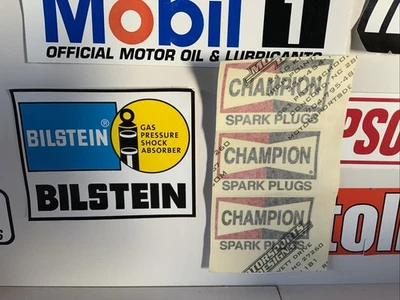 Mobil 1
OFFICIAL MOTOR OIL & LUBRICANTS
BILSTEIN®
GAS
PRESSURE
SHOCK
ABSORBER
BILSTEIN
CHAMPION
SPARK PLUGS
CHAMPION
SPARK PLUGS
CHAMPION
SPARK PLUGS
27260